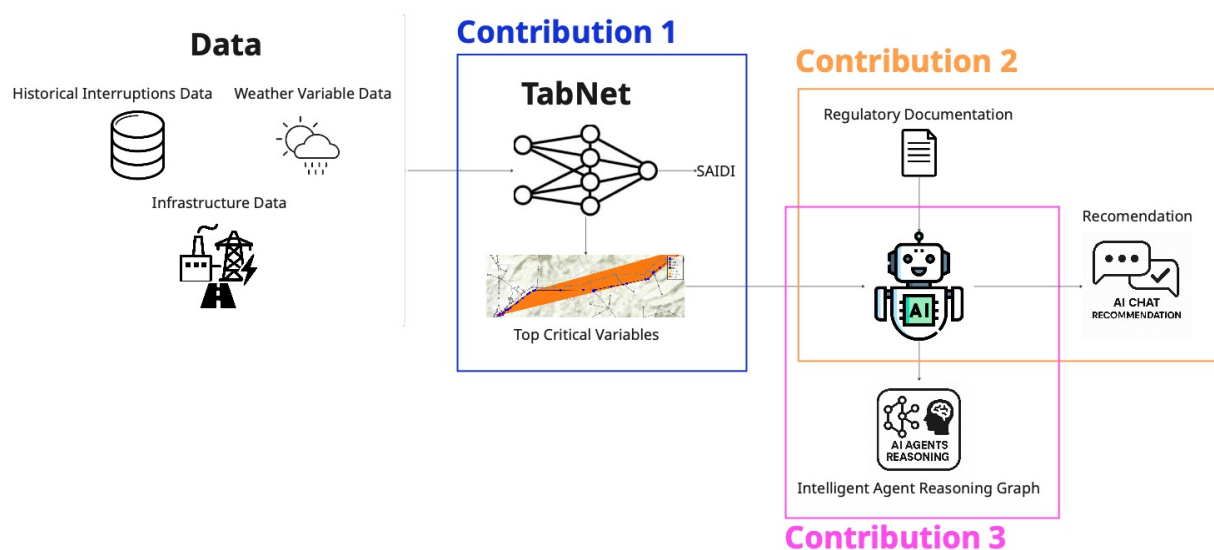 Data
Historical Interruptions Data
Weather Variable Data
Infrastructure Data
Contribution 1
TabNet
SAIDI
Top Critical Variables
Contribution 2
Regulatory Documentation
AI
Recomendation
AI CHAT
RECOMMENDATION
AI AGENTS
REASONING
Intelligent Agent Reasoning Graph
Contribution 3